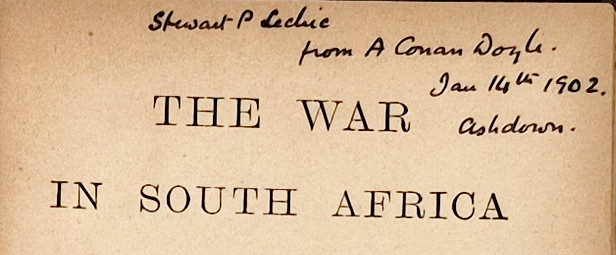 Stewart P Leckie
from A Conan Doyle.
Jan 14th 1902.
THE WAR
Ashdown.
IN SOUTH AFRICA